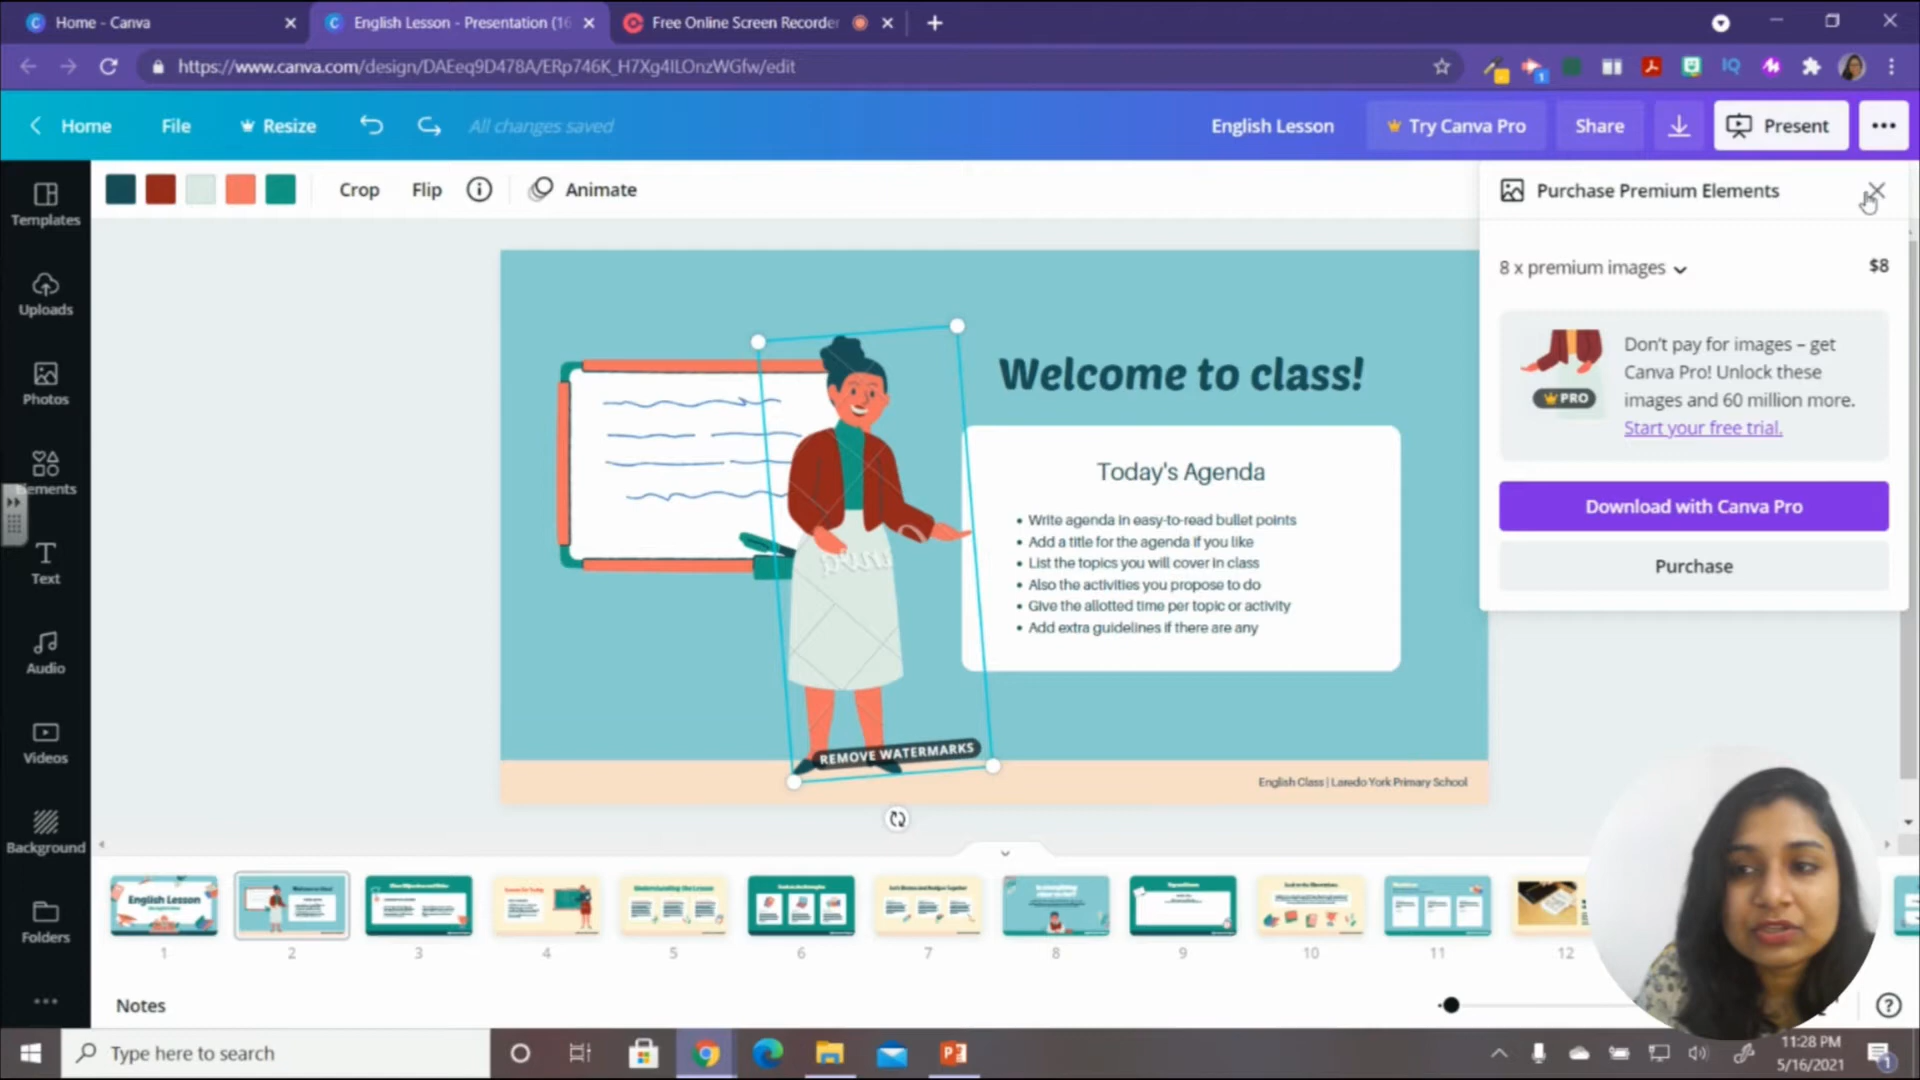 Home - Canva
English Lesson - Presentation (16
Free Online Screen Recorder
https://www.canva.com/design/DAEeq9D478A/ERp746K_H7Xg4ILOnzWGfw/edit
Home
File
Resize
All changes saved
English Lesson
Try Canva Pro
Share
Present
Templates
Uploads
Photos
Elements
Text
Audio
Videos
Background
Folders
Crop
Flip
Animate
Purchase Premium Elements
8 x premium images
$8
PRO
Don't pay for images – get
Canva Pro! Unlock these
images and 60 million more.
Start your free trial.
Download with Canva Pro
Purchase
Welcome to class!
Today's Agenda
• Write agenda in easy-to-read bullet points
• Add a title for the agenda if you like
• List the topics you will cover in class
• Also the activities you propose to do
• Give the allotted time per topic or activity
• Add extra guidelines if there are any
REMOVE WATERMARKS
English Class | Laredo York Primary School
English Lesson
Welcome to class!
Understanding the Lesson
1
2
3
4
5
6
7
8
9
10
11
12
Notes
Type here to search
11:28 PM
5/16/2021
1